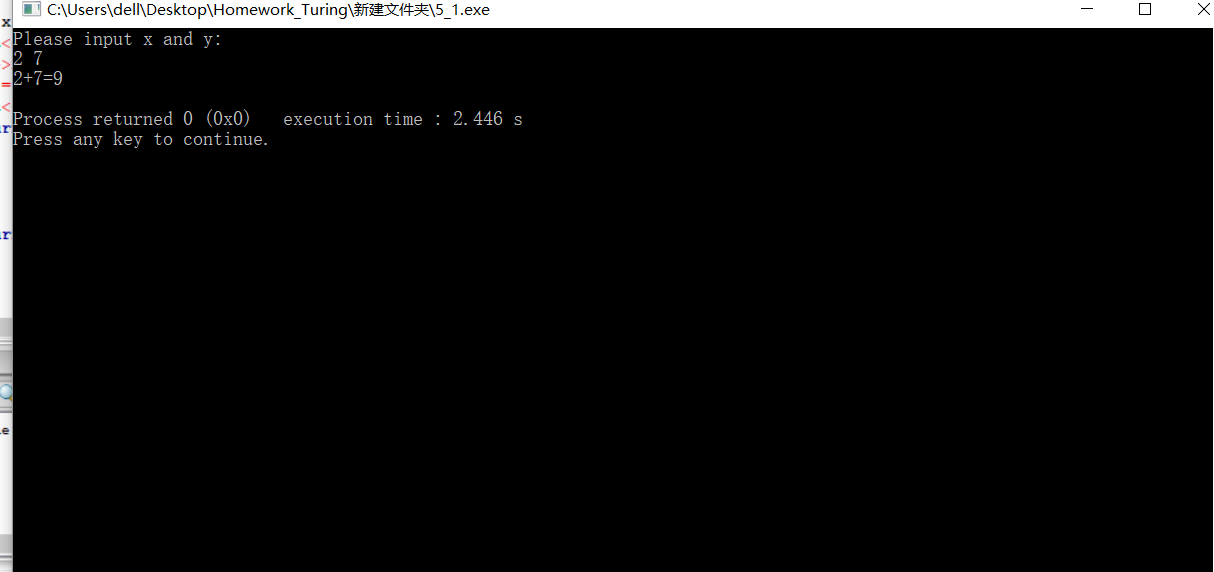 C:\Users\dell\Desktop\Homework_Turing\新建文件夹\5_1.exe
Please input x and y:
2 7
2+7=9
Process returned 0 (0x0)   execution time : 2.446 s
Press any key to continue.